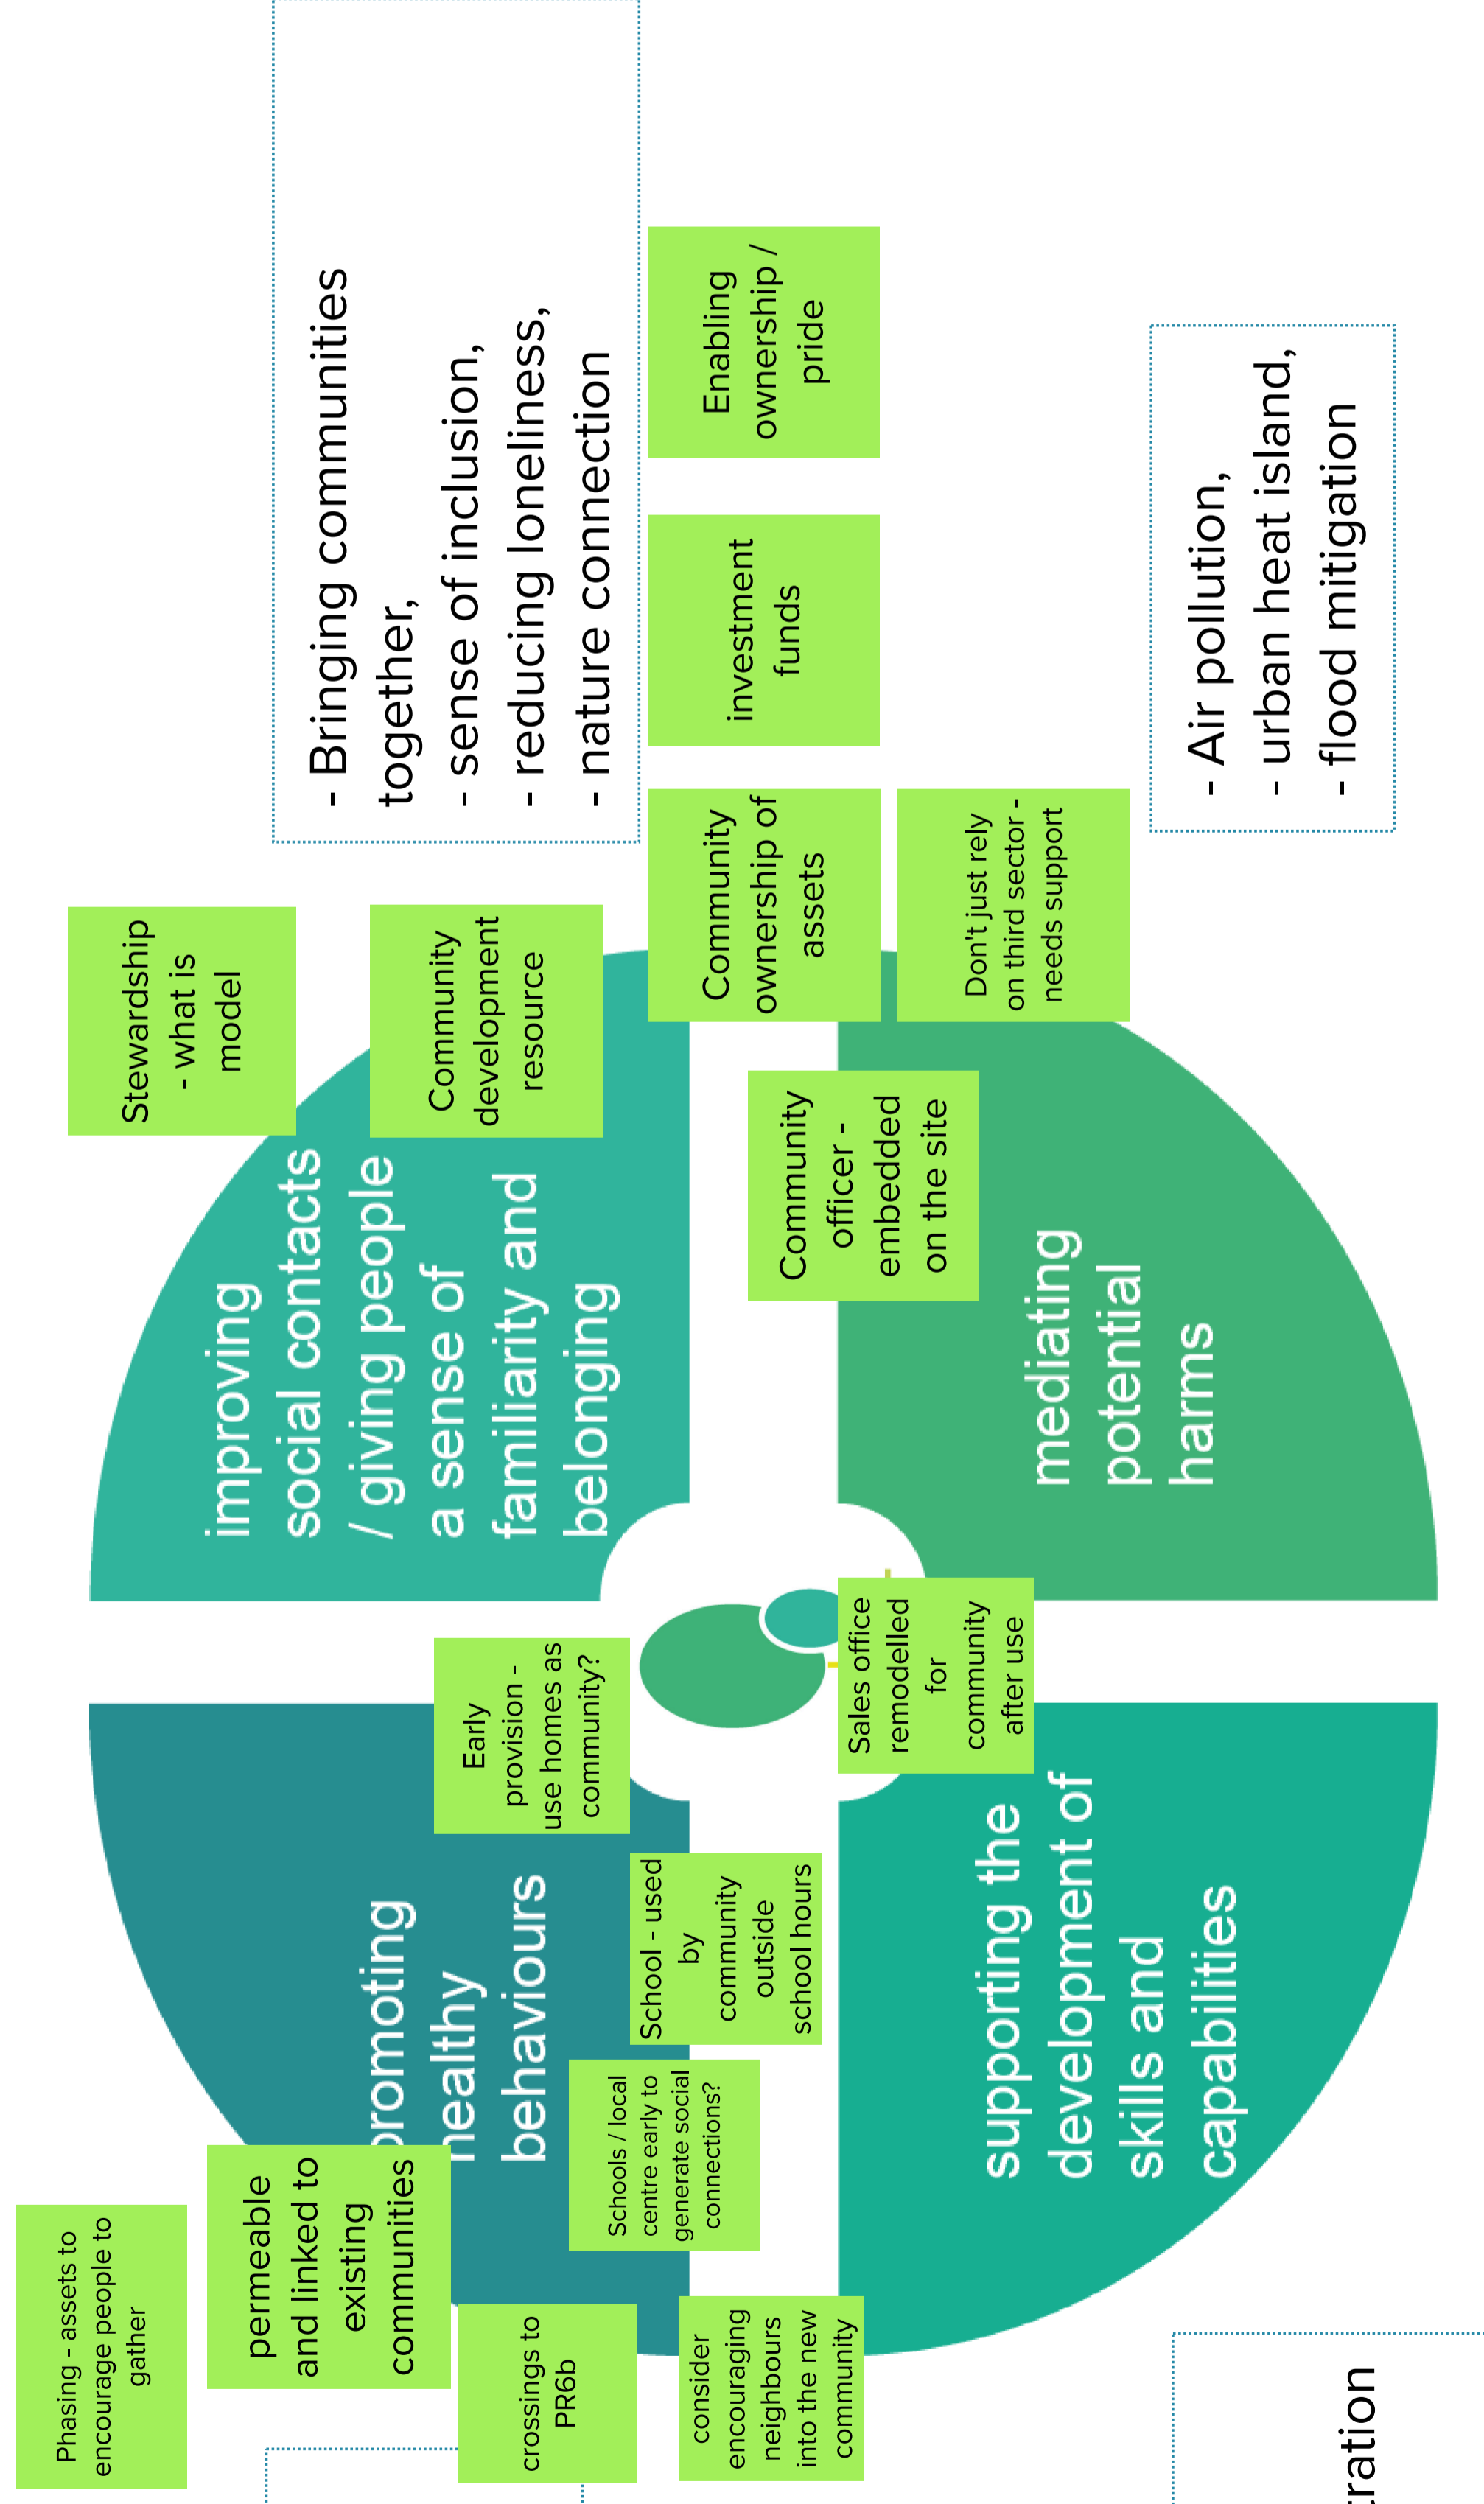 Phasing - assets to
encourage people to
gather
permeable
and linked to
existing
communities
crossings to
PR6b
consider
encouraging
neighbours
into the new
community
promoting
healthy
behaviours
Schools / local
centre early to
generate social
connections?
School - used
by
community
outside
school hours
Early
provision -
use homes as
community?
Sales office
remodelled
for
community
after use
supporting the
development of
skills and
capabilities
improving
social contacts
/ giving people
a sense of
familiarity and
belonging
Stewardship
- what is
model
Community
development
resource
Community
officer -
embedded
on the site
mediating
potential
harms
Community
ownership of
assets
Don't just rely
on third sector -
needs support
investment
funds
Enabling
ownership /
pride
- Bringing communities
together,
- sense of inclusion,
- reducing loneliness,
- nature connection
- Air pollution,
- urban heat island,
- flood mitigation